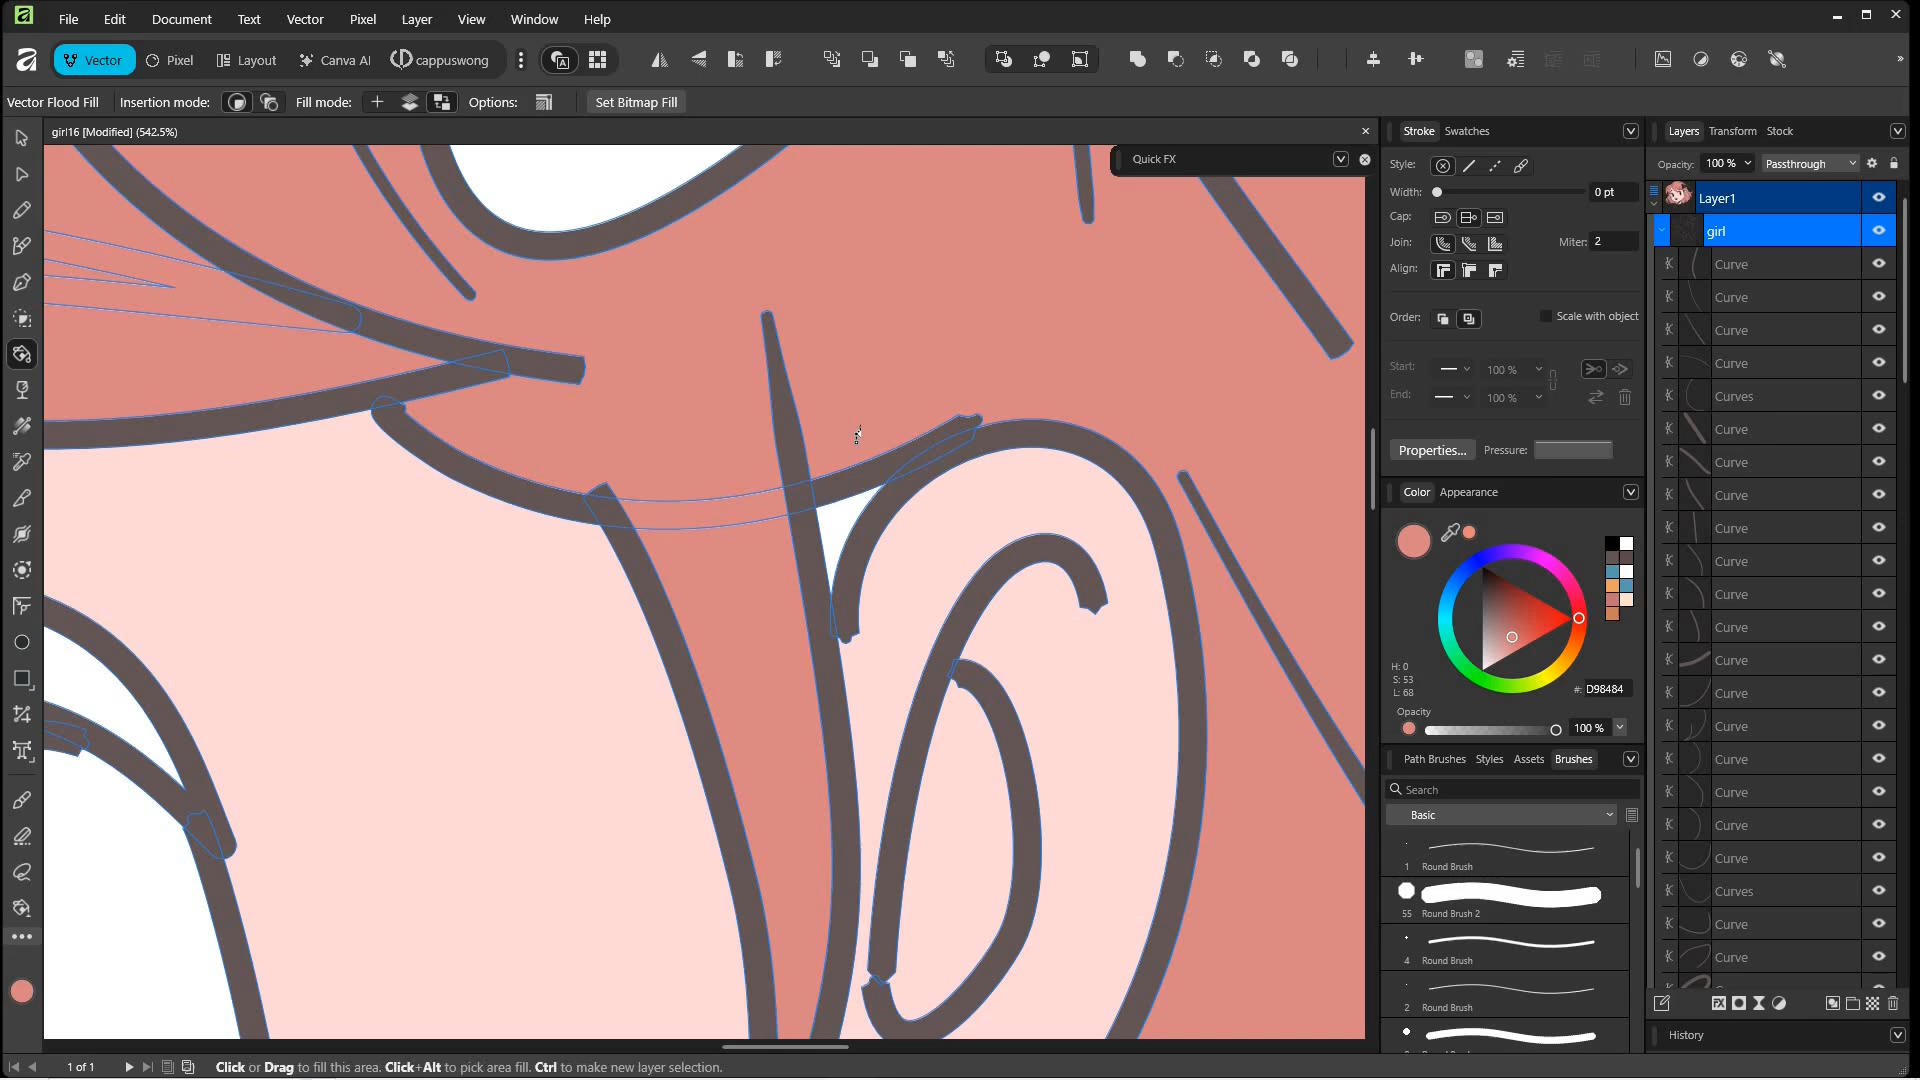 File Edit Document Text Vector Pixel Layer View Window Help
Vector Pixel Layout Canva AI cappuswong
Vector Flood Fill Insertion mode: Fill mode: Options: Set Bitmap Fill
girl16 [Modified] (542.5%)
Quick FX
Stroke Swatches
Style:
Width: 0 pt
Cap:
Join: Miter: 2
Align:
Order: Scale with object
Start: 100 %
End: 100 %
Properties... Pressure:
Color Appearance
H: 0
S: 53
L: 68
#: D98484
Opacity
100 %
Path Brushes Styles Assets Brushes
Search
Basic
1 Round Brush
55 Round Brush 2
4 Round Brush
2 Round Brush
Layers Transform Stock
Opacity: 100 % Passthrough
Layer1
girl
Curve
Curve
Curve
Curve
Curves
Curve
Curve
Curve
Curve
Curve
Curve
Curve
Curve
Curve
Curve
Curve
Curve
Curve
Curve
Curves
Curve
Curve
History
1 of 1 Click or Drag to fill this area. Click+Alt to pick area fill. Ctrl to make new layer selection.